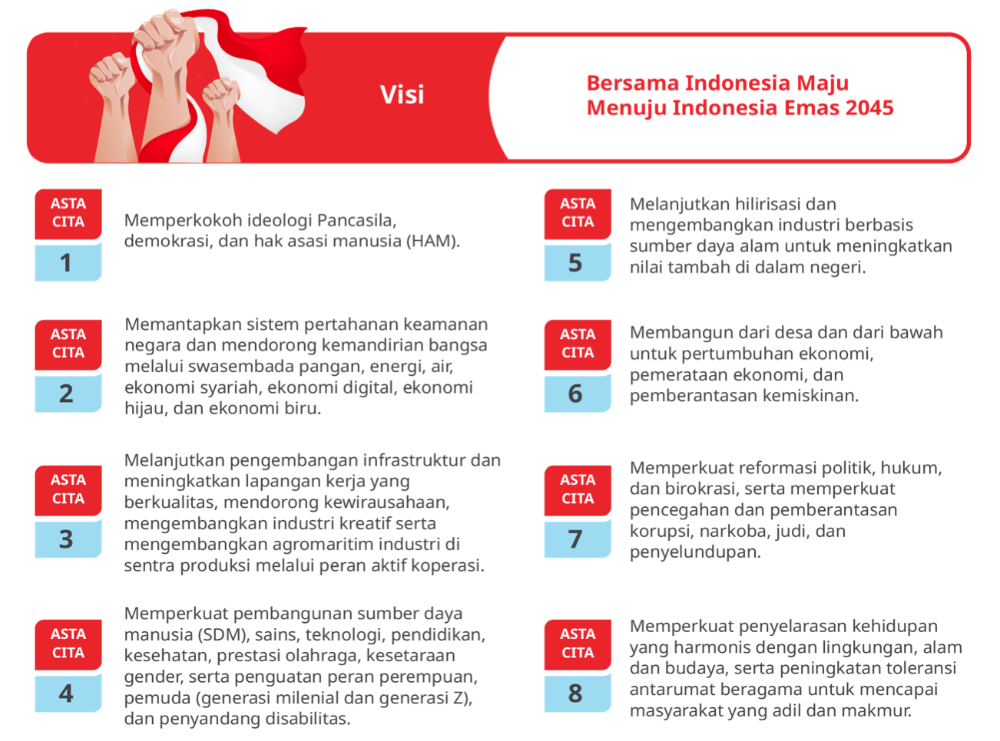 Visi
Bersama Indonesia Maju
Menuju Indonesia Emas 2045
ASTA
CITA
1
Memperkokoh ideologi Pancasila,
demokrasi, dan hak asasi manusia (HAM).
ASTA
CITA
2
Memantapkan sistem pertahanan keamanan
negara dan mendorong kemandirian bangsa
melalui swasembada pangan, energi, air,
ekonomi syariah, ekonomi digital, ekonomi
hijau, dan ekonomi biru.
ASTA
CITA
3
Melanjutkan pengembangan infrastruktur dan
meningkatkan lapangan kerja yang
berkualitas, mendorong kewirausahaan,
mengembangkan industri kreatif serta
mengembangkan agromaritim industri di
sentra produksi melalui peran aktif koperasi.
ASTA
CITA
4
Memperkuat pembangunan sumber daya
manusia (SDM), sains, teknologi, pendidikan,
kesehatan, prestasi olahraga, kesetaraan
gender, serta penguatan peran perempuan,
pemuda (generasi milenial dan generasi Z),
dan penyandang disabilitas.
ASTA
CITA
5
Melanjutkan hilirisasi dan
mengembangkan industri berbasis
sumber daya alam untuk meningkatkan
nilai tambah di dalam negeri.
ASTA
CITA
6
Membangun dari desa dan dari bawah
untuk pertumbuhan ekonomi,
pemerataan ekonomi, dan
pemberantasan kemiskinan.
ASTA
CITA
7
Memperkuat reformasi politik, hukum,
dan birokrasi, serta memperkuat
pencegahan dan pemberantasan
korupsi, narkoba, judi, dan
penyelundupan.
ASTA
CITA
8
Memperkuat penyelarasan kehidupan
yang harmonis dengan lingkungan, alam
dan budaya, serta peningkatan toleransi
antarumat beragama untuk mencapai
masyarakat yang adil dan makmur.